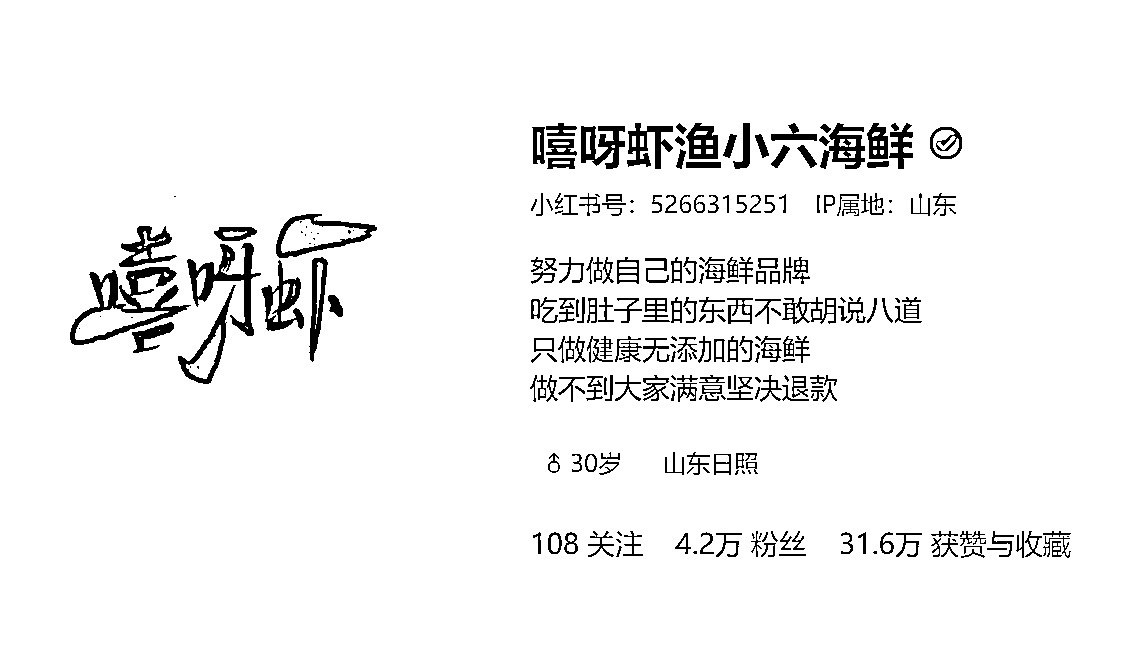 嘻呀虾
嘻呀虾渔小六海鲜
小红书号：5266315251 IP属地：山东
努力做自己的海鲜品牌
吃到肚子里的东西不敢胡说八道
只做健康无添加的海鲜
做不到大家满意坚决退款
♂ 30岁 山东日照
108 关注 4.2万 粉丝 31.6万 获赞与收藏